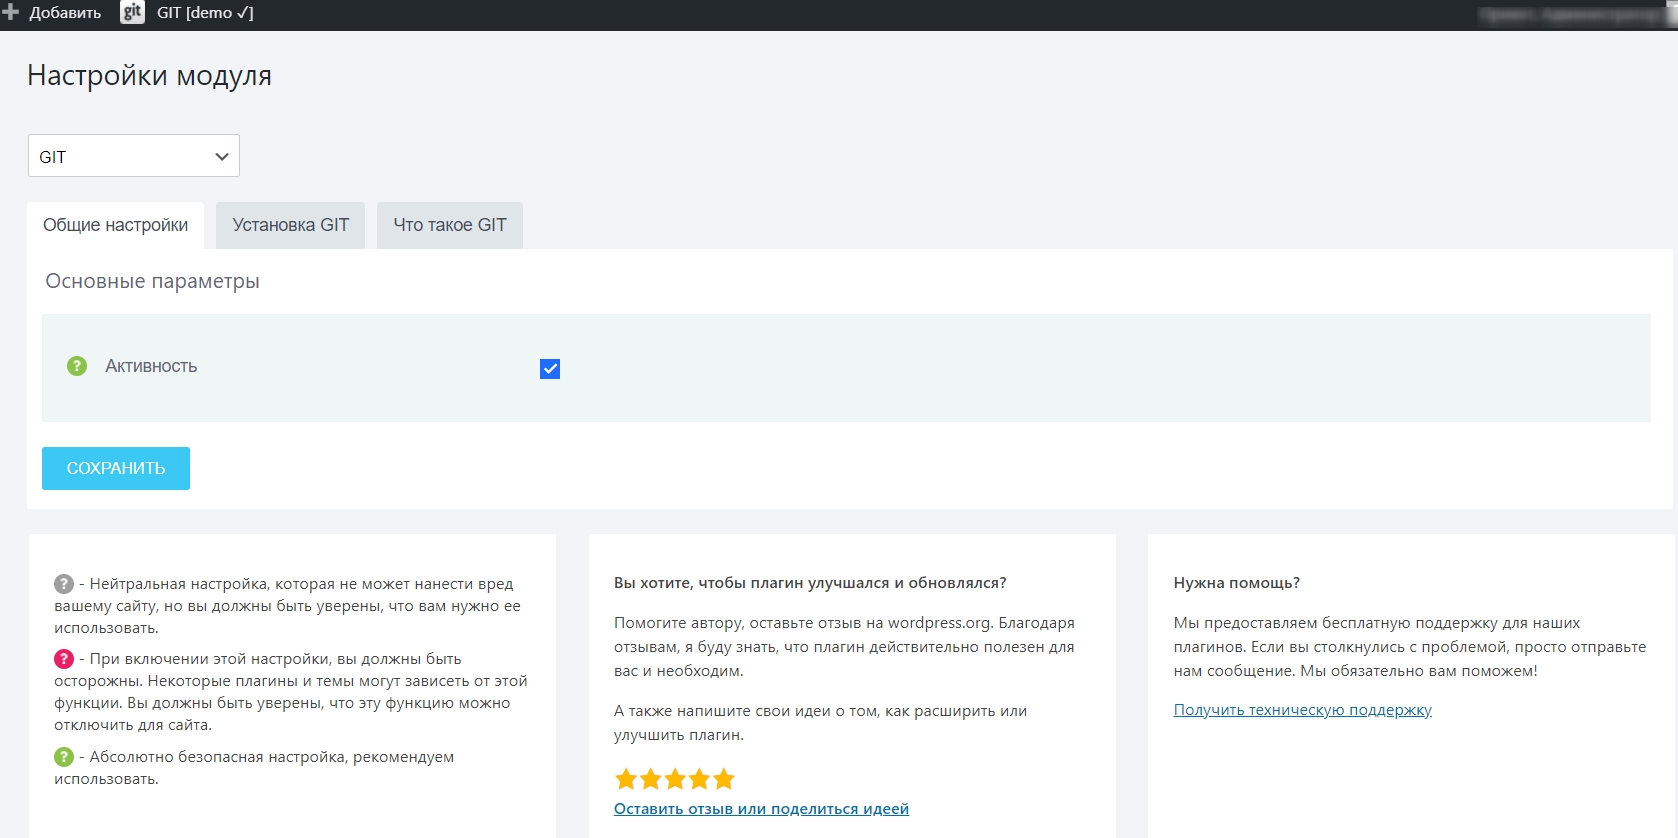 Добавить
git
GIT [demo ✓]
Настройки модуля
GIT
Общие настройки
Установка GIT
Что такое GIT
Основные параметры
? Активность
СОХРАНИТЬ
? - Нейтральная настройка, которая не может нанести вред
вашему сайту, но вы должны быть уверены, что вам нужно ее
использовать.
? - При включении этой настройки, вы должны быть
осторожны. Некоторые плагины и темы могут зависеть от этой
функции. Вы должны быть уверены, что эту функцию можно
отключить для сайта.
? - Абсолютно безопасная настройка, рекомендуем
использовать.
Вы хотите, чтобы плагин улучшался и обновлялся?
Помогите автору, оставьте отзыв на wordpress.org. Благодаря
отзывам, я буду знать, что плагин действительно полезен для
вас и необходим.
А также напишите свои идеи о том, как расширить или
улучшить плагин.
Оставить отзыв или поделиться идеей
Нужна помощь?
Мы предоставляем бесплатную поддержку для наших
плагинов. Если вы столкнулись с проблемой, просто отправьте
нам сообщение. Мы обязательно вам поможем!
Получить техническую поддержку